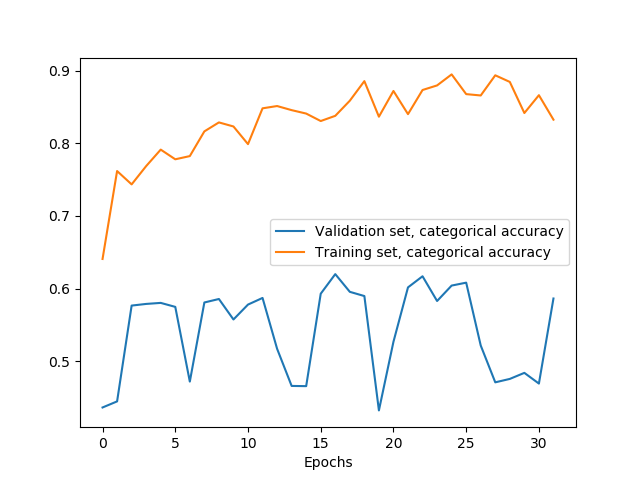 0.9
0.8
0.7
0.6
0.5
Validation set, categorical accuracy
Training set, categorical accuracy
0 5 10 15 20 25 30
Epochs